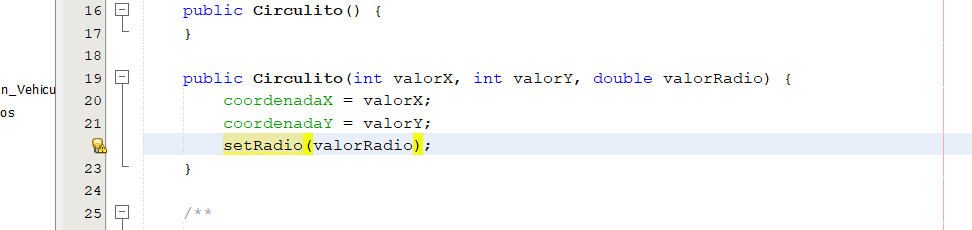 16 public Circulito() {
17 }
18
19 public Circulito(int valorX, int valorY, double valorRadio) {
n_Vehicu
20 coordenadaX = valorX;
os
21 coordenadaY = valorY;
setRadio(valorRadio);
23 }
24
25 /**